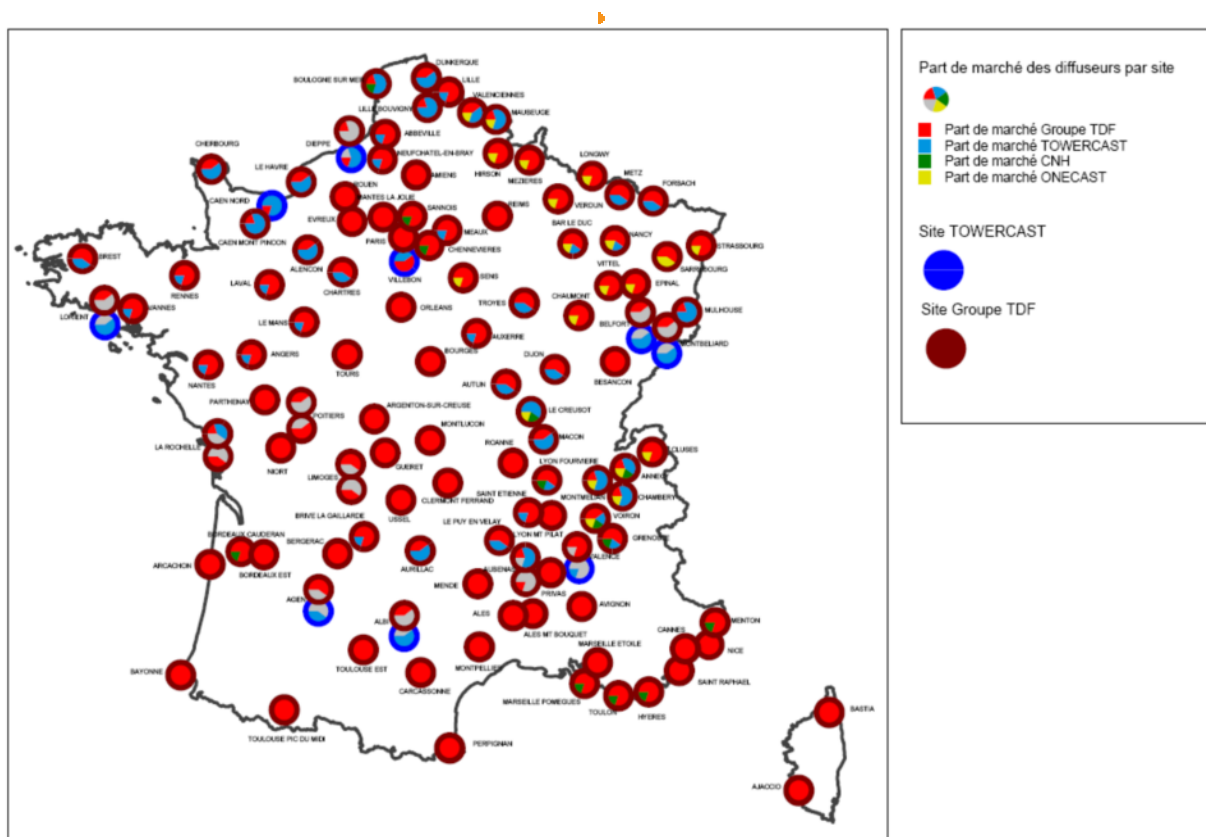 DUNKERQUE
BOULOGNE SUR MER
LILLE
VALENCIENNES
LILLE BOUVIGNY
MAUBEUGE
DIEPPE
ABBEVILLE
CHERBOURG
NEUFCHATEL-EN-BRAY
LE HAVRE
HIRSON
MEZIERES
LONGWY
METZ
FORBACH
AMIENS
ROUEN
MANTES LA JOLIE
CAEN NORD
EVREUX
SANNOIS
REIMS
VERDUN
BAR LE DUC
NANCY
STRASBOURG
CAEN MONT PINCON
PARIS
MEAUX
CHENNEVIERES
BREST
ALENCON
VILLEBON
VITTEL
SARREBOURG
RENNES
LAVAL
CHARTRES
SENS
CHAUMONT
EPINAL
LORIENT
VANNES
ORLEANS
TROYES
BELFORT
MULHOUSE
LE MANS
AUXERRE
MONTBELIARD
NANTES
ANGERS
TOURS
BOURGES
DIJON
BESANCON
AUTUN
PARTHENAY
POITIERS
ARGENTON-SUR-CREUSE
LE CREUSOT
MONTLUCON
MACON
LA ROCHELLE
NIORT
GUERET
ROANNE
LYON FOURVIERE
CLUSES
LIMOGES
ANNECY
CLERMONT FERRAND
SAINT ETIENNE
MONTMELIAN
CHAMBERY
BRIVE LA GAILLARDE
USSEL
LE PUY EN VELAY
VOIRON
BORDEAUX CAUDERAN
BERGERAC
LYON MT PILAT
GRENOBLE
ARCACHON
BORDEAUX EST
AURILLAC
AUBENAS
VALENCE
MENDE
PRIVAS
AGEN
ALBI
ALES
AVIGNON
ALES MT BOUQUET
MENTON
CANNES
MARSEILLE ETOILE
NICE
BAYONNE
TOULOUSE EST
MONTPELLIER
SAINT RAPHAEL
CARCASSONNE
MARSEILLE POMEGUES
TOULON
HYERES
TOULOUSE PIC DU MIDI
PERPIGNAN
BASTIA
AJACCIO
Part de marché des diffuseurs par site
Part de marché Groupe TDF
Part de marché TOWERCAST
Part de marché CNH
Part de marché ONECAST
Site TOWERCAST
Site Groupe TDF